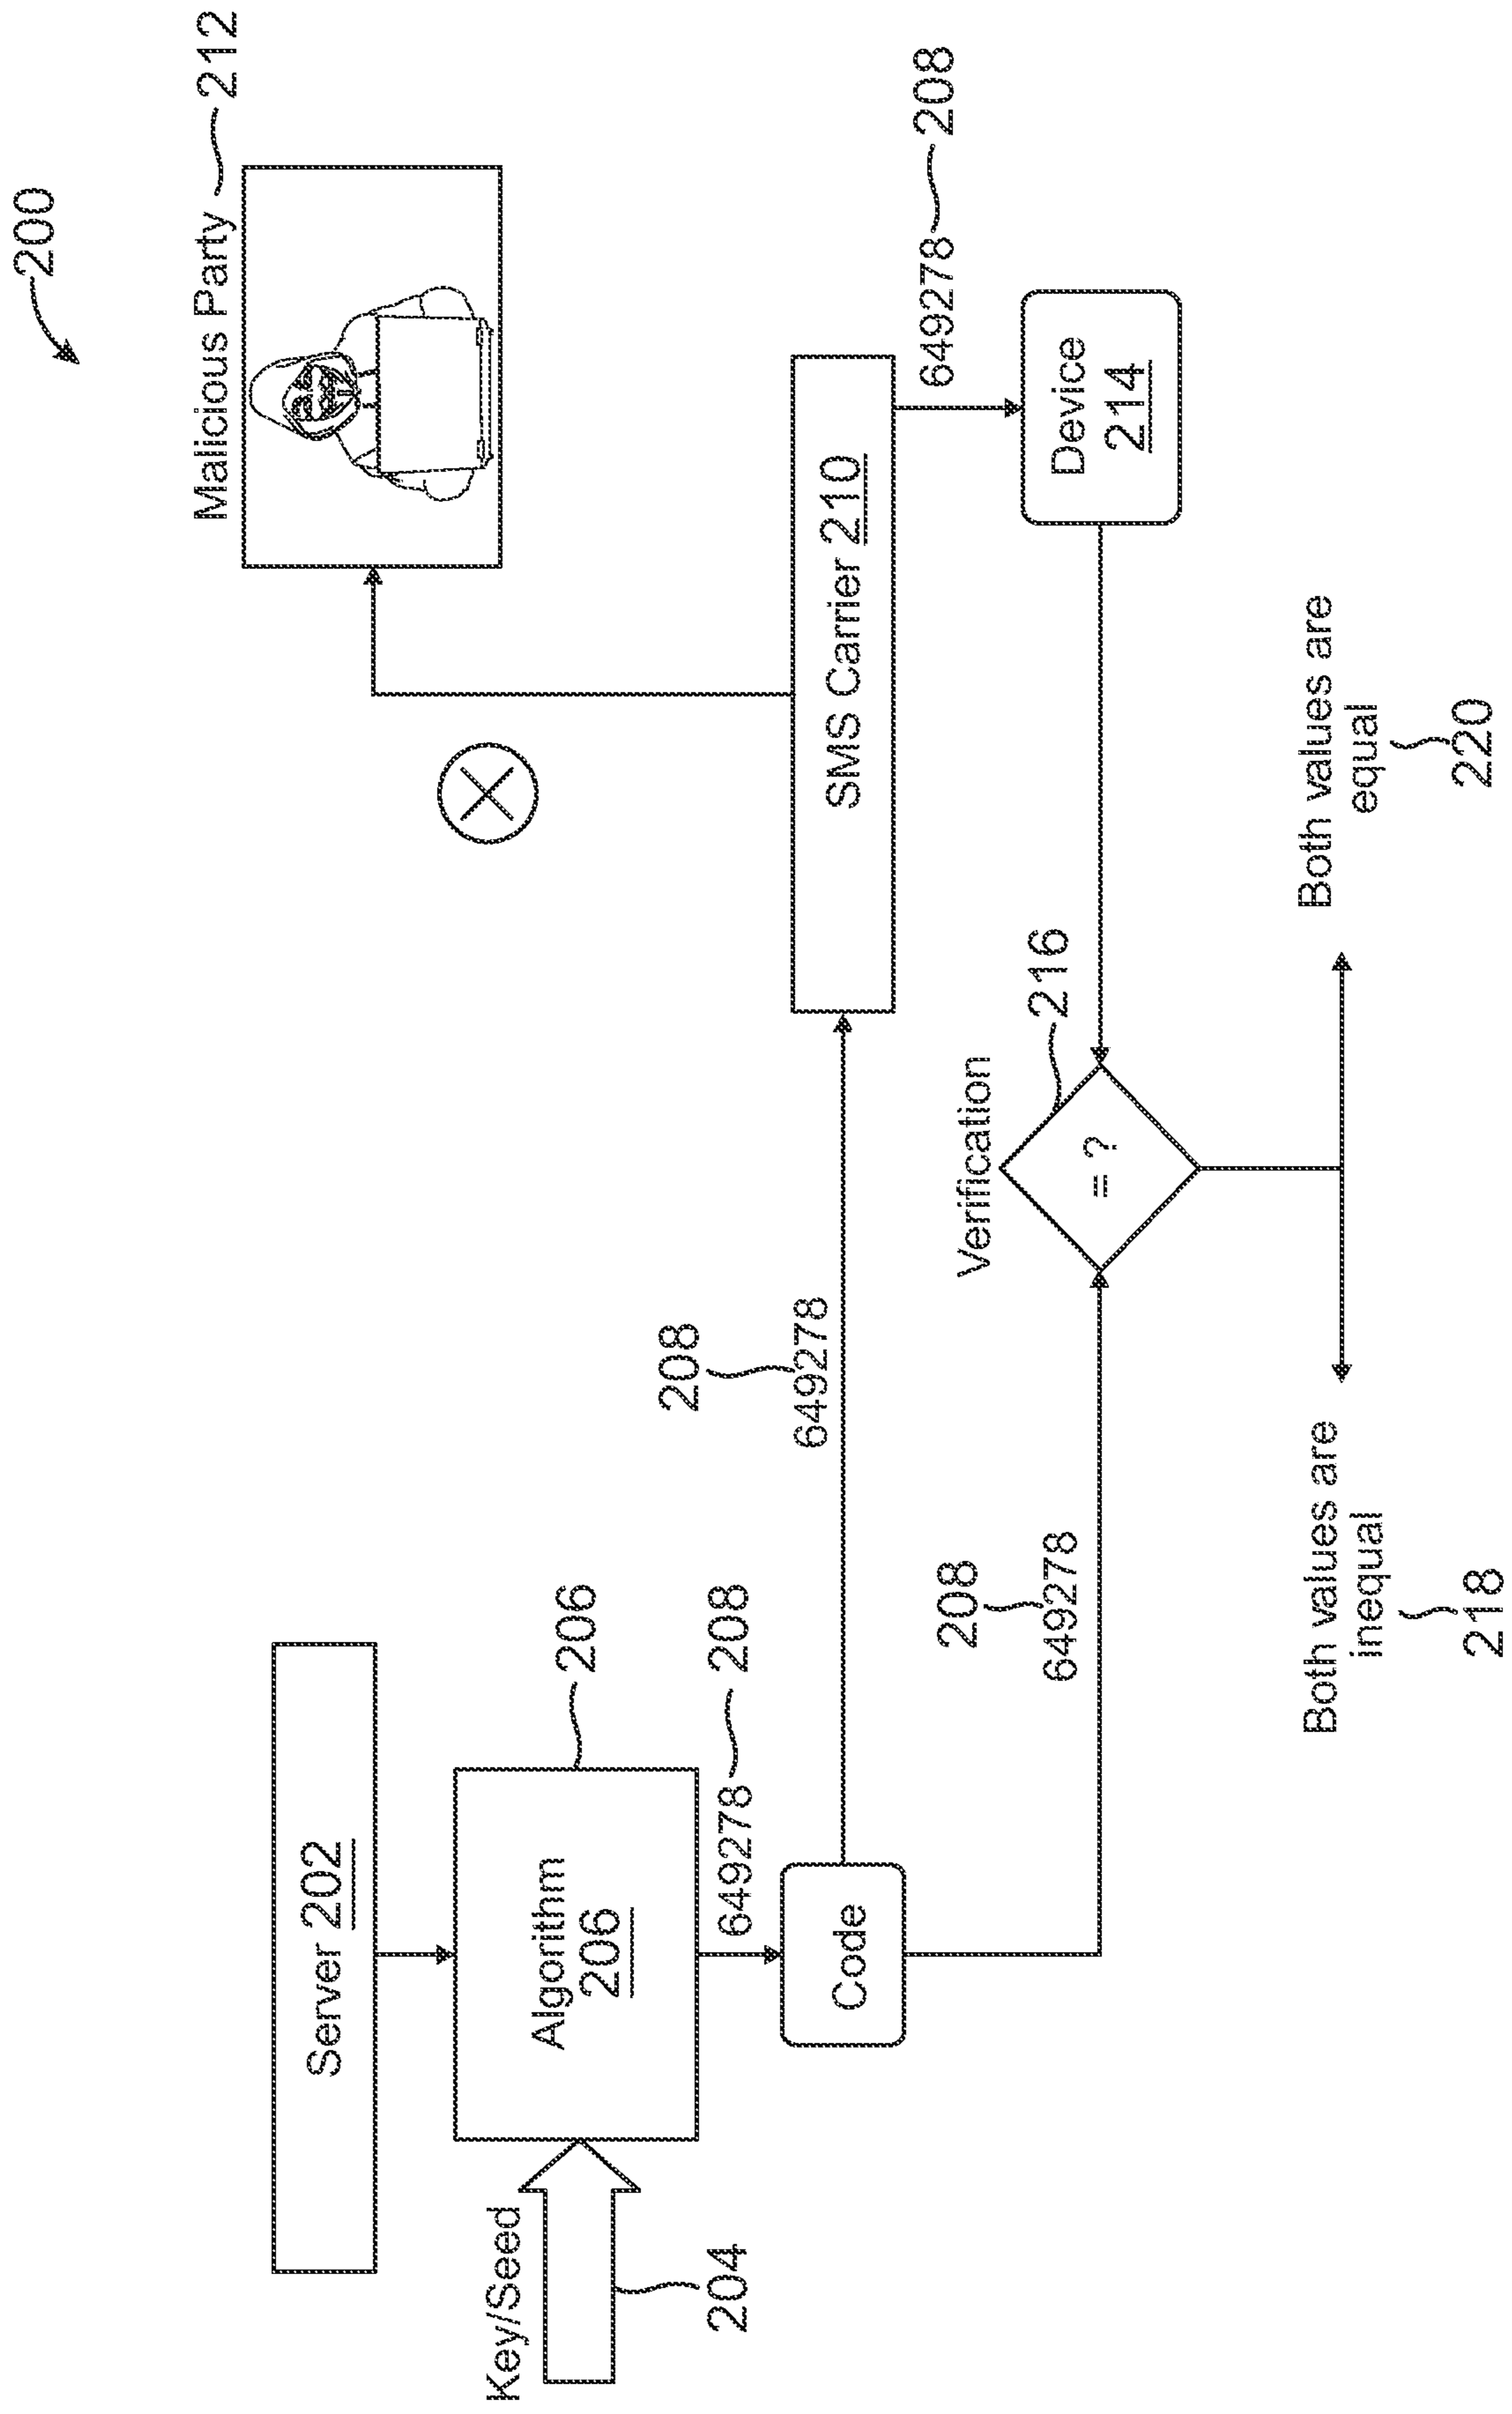 200
Malicious Party 212
Server 202
Key/Seed
204
Algorithm
206
206
649278 208
Code
208
649278
SMS Carrier 210
649278 208
Device
214
208
649278
Verification
216
= ?
Both values are
inequal
218
Both values are
equal
220